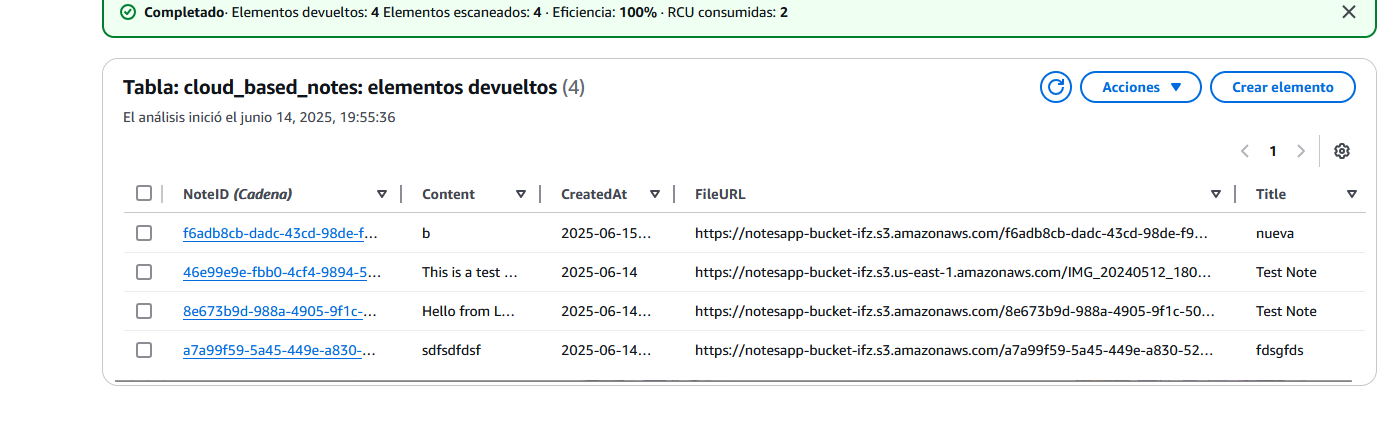 Completado· Elementos devueltos: 4 Elementos escaneados: 4 · Eficiencia: 100% · RCU consumidas: 2
Tabla: cloud_based_notes: elementos devueltos (4)
Acciones
Crear elemento
El análisis inició el junio 14, 2025, 19:55:36
1
NoteID (Cadena) Content CreatedAt FileURL Title
f6adb8cb-dadc-43cd-98de-f... b 2025-06-15... https://notesapp-bucket-ifz.s3.amazonaws.com/f6adb8cb-dadc-43cd-98de-f9... nueva
46e99e9e-fbb0-4cf4-9894-5... This is a test ... 2025-06-14 https://notesapp-bucket-ifz.s3.us-east-1.amazonaws.com/IMG_20240512_180... Test Note
8e673b9d-988a-4905-9f1c-... Hello from L... 2025-06-14... https://notesapp-bucket-ifz.s3.amazonaws.com/8e673b9d-988a-4905-9f1c-50... Test Note
a7a99f59-5a45-449e-a830-... sdfsdfdsf 2025-06-14... https://notesapp-bucket-ifz.s3.amazonaws.com/a7a99f59-5a45-449e-a830-52... fdsgfds